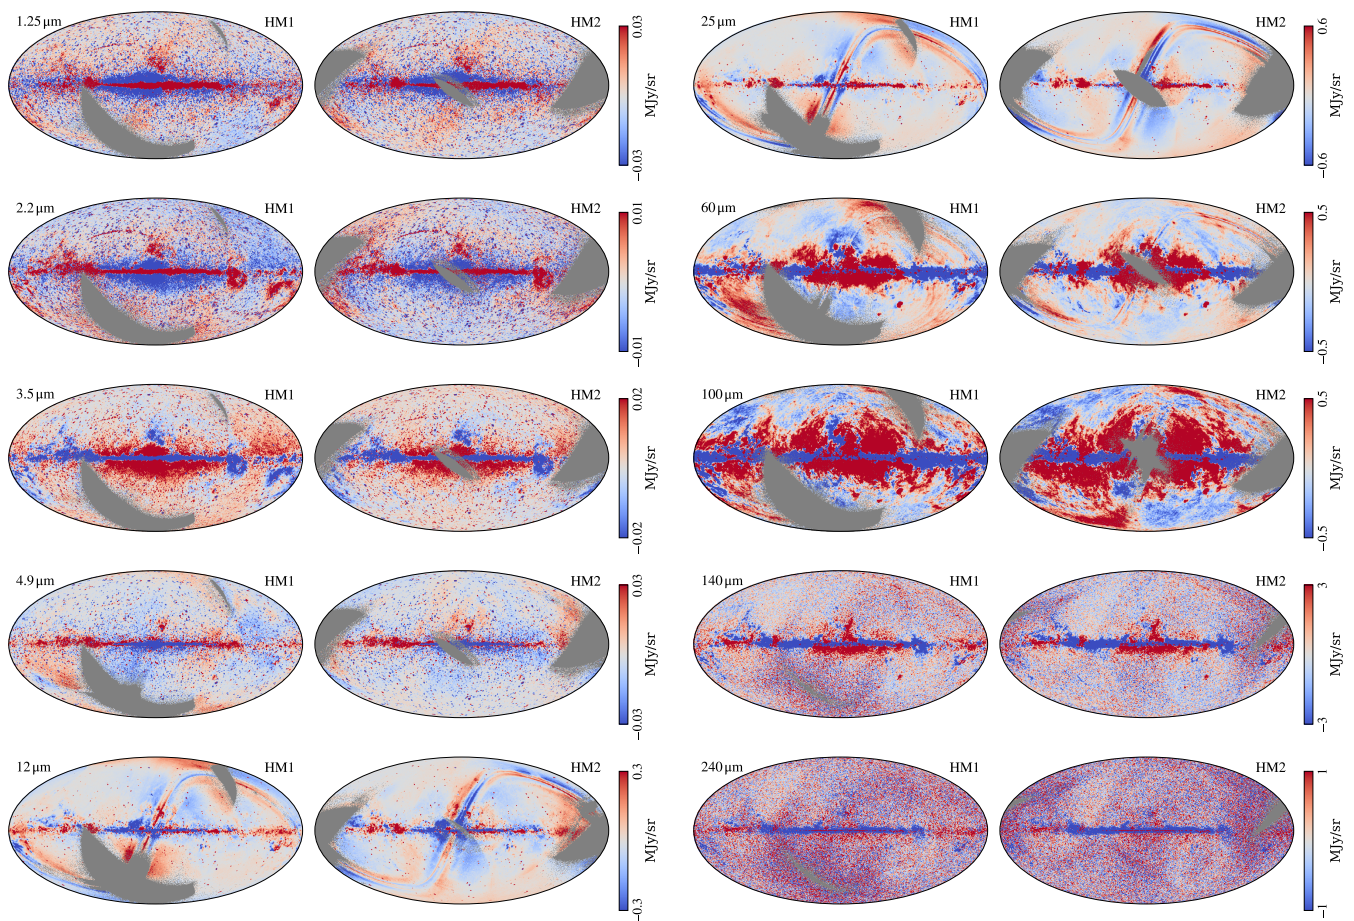 1.25 μm HM1 HM2 0.03 MJy/sr −0.03
25 μm HM1 HM2 0.6 MJy/sr −0.6
2.2 μm HM1 HM2 0.01 MJy/sr −0.01
60 μm HM1 HM2 0.5 MJy/sr −0.5
3.5 μm HM1 HM2 0.02 MJy/sr −0.02
100 μm HM1 HM2 0.5 MJy/sr −0.5
4.9 μm HM1 HM2 0.03 MJy/sr −0.03
140 μm HM1 HM2 3 MJy/sr −3
12 μm HM1 HM2 0.3 MJy/sr −0.3
240 μm HM1 HM2 1 MJy/sr −1